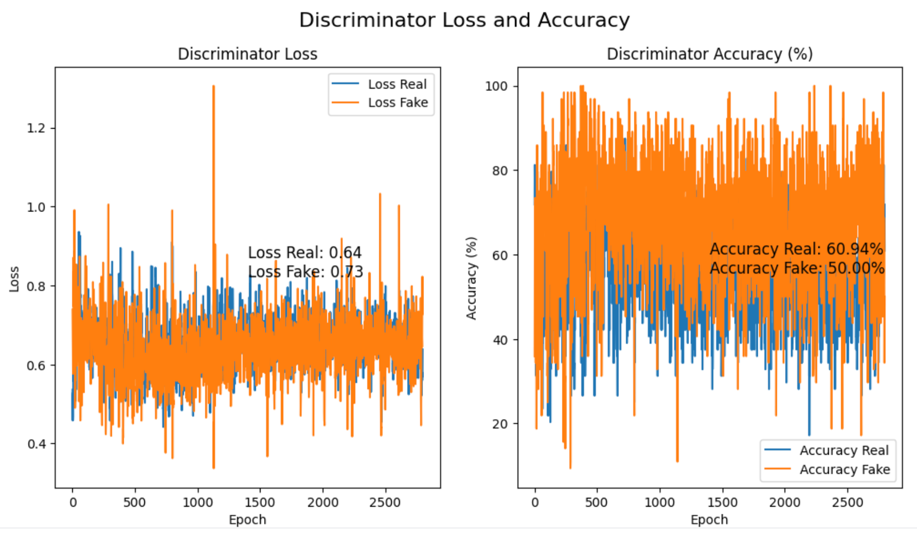 Discriminator Loss and Accuracy
Discriminator Loss
Loss Real
Loss Fake
1.2
1.0
0.8
0.6
0.4
Loss
Loss Real: 0.64
Loss Fake: 0.73
0
500
1000
1500
2000
2500
Epoch
Discriminator Accuracy (%)
100
80
60
40
20
Accuracy (%)
Accuracy Real: 60.94%
Accuracy Fake: 50.00%
Accuracy Real
Accuracy Fake
0
500
1000
1500
2000
2500
Epoch